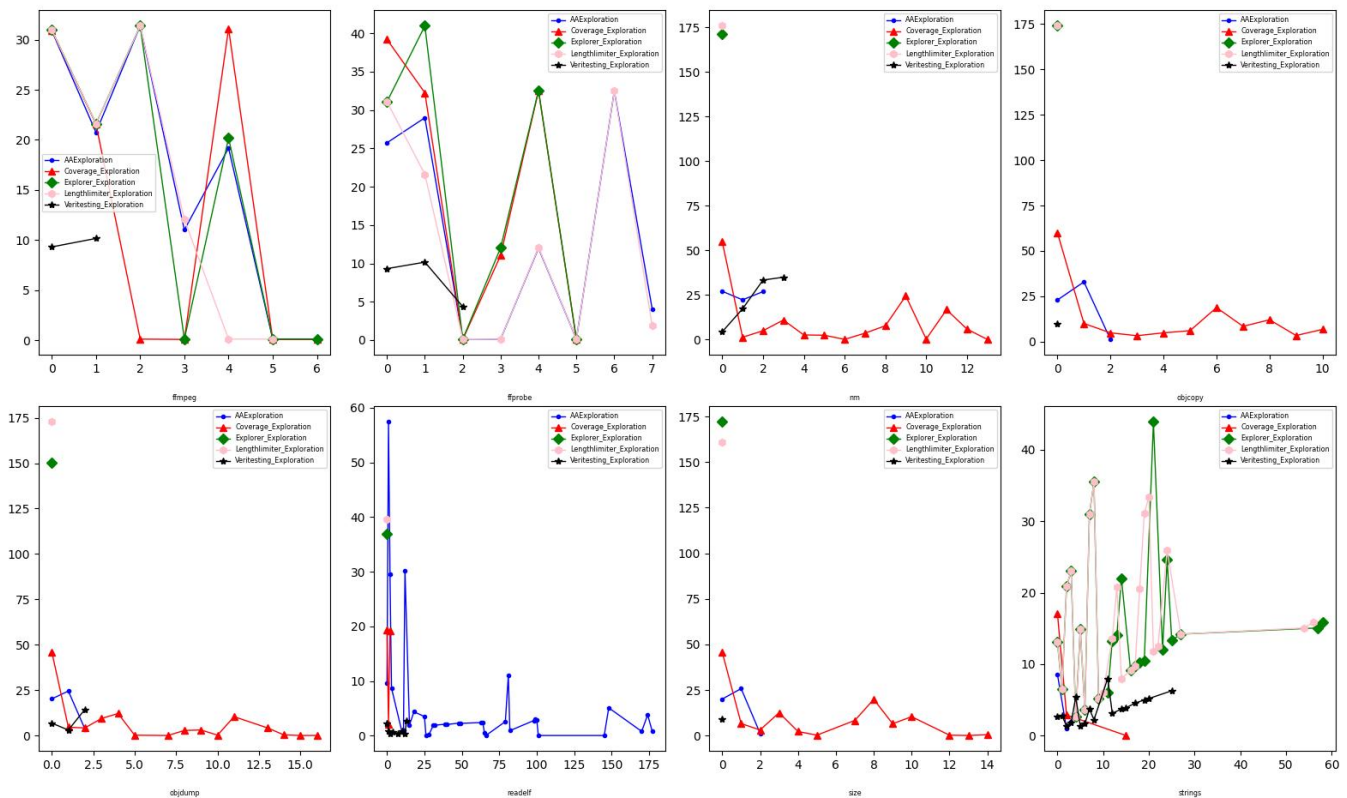 30
25
20
15
10
5
0
AAExploration
Coverage_Exploration
Explorer_Exploration
Lengthlimiter_Exploration
Veritesting_Exploration
0 1 2 3 4 5 6
ffmpeg
40
35
30
25
20
15
10
5
0
AAExploration
Coverage_Exploration
Explorer_Exploration
Lengthlimiter_Exploration
Veritesting_Exploration
0 1 2 3 4 5 6 7
ffprobe
175
150
125
100
75
50
25
0
AAExploration
Coverage_Exploration
Explorer_Exploration
Lengthlimiter_Exploration
Veritesting_Exploration
0 2 4 6 8 10 12
nm
175
150
125
100
75
50
25
0
AAExploration
Coverage_Exploration
Explorer_Exploration
Lengthlimiter_Exploration
Veritesting_Exploration
0 2 4 6 8 10
objcopy
175
150
125
100
75
50
25
0
AAExploration
Coverage_Exploration
Explorer_Exploration
Lengthlimiter_Exploration
Veritesting_Exploration
0.0 2.5 5.0 7.5 10.0 12.5 15.0
objdump
60
50
40
30
20
10
0
AAExploration
Coverage_Exploration
Explorer_Exploration
Lengthlimiter_Exploration
Veritesting_Exploration
0 25 50 75 100 125 150 175
readelf
175
150
125
100
75
50
25
0
AAExploration
Coverage_Exploration
Explorer_Exploration
Lengthlimiter_Exploration
Veritesting_Exploration
0 2 4 6 8 10 12 14
size
40
30
20
10
0
AAExploration
Coverage_Exploration
Explorer_Exploration
Lengthlimiter_Exploration
Veritesting_Exploration
0 10 20 30 40 50 60
strings